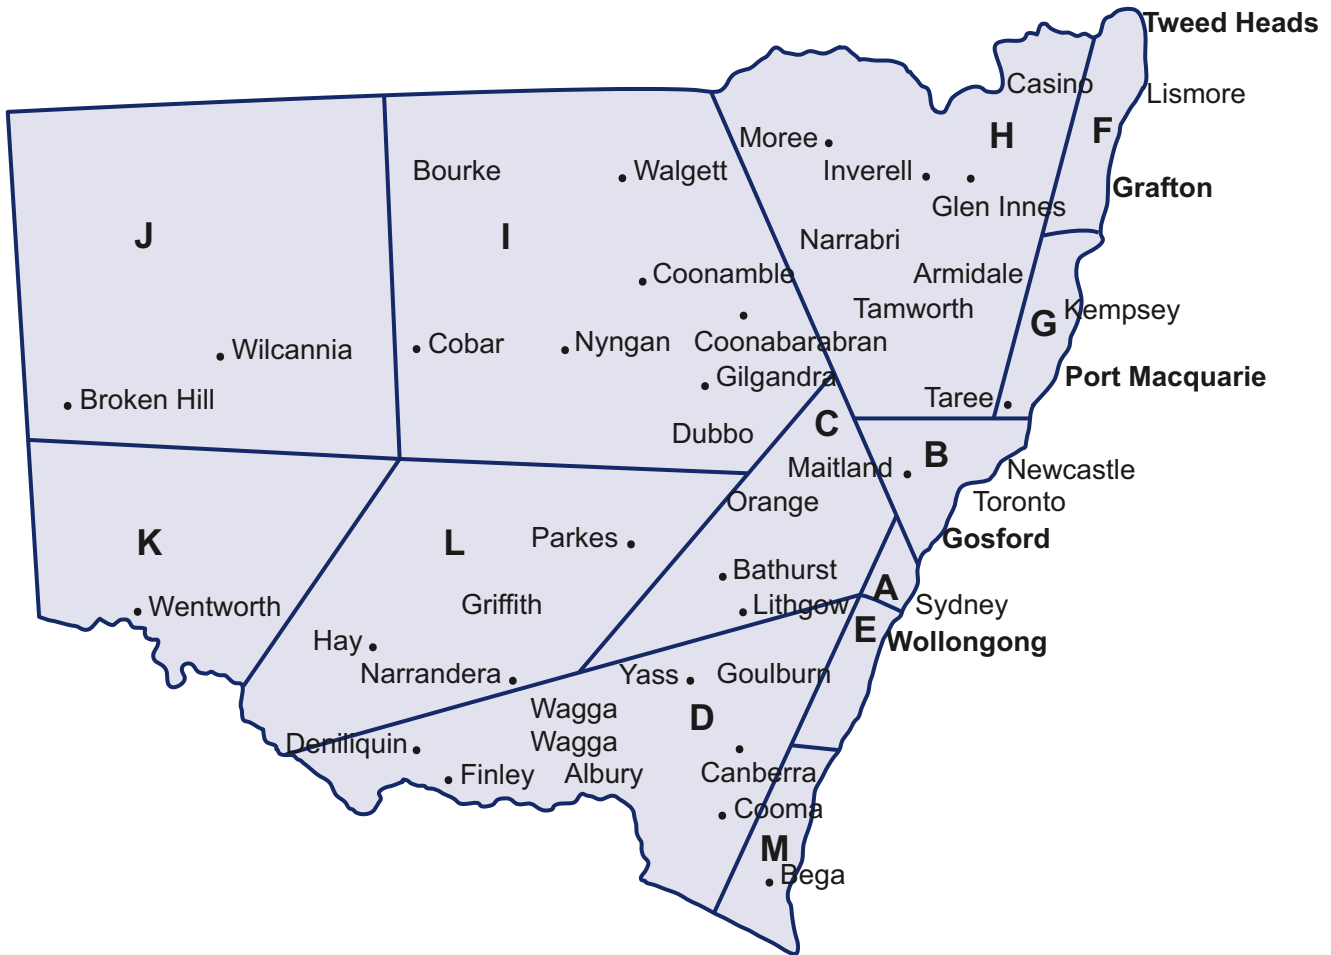 Tweed Heads
Casino
Lismore
Moree
H
F
Bourke
Walgett
Inverell
Grafton
Glen Innes
J
I
Narrabri
Coonamble
Armidale
Tamworth
G
Kempsey
Wilcannia
Cobar
Nyngan
Coonabarabran
Gilgandra
Port Macquarie
Broken Hill
Taree
Dubbo
C
B
Maitland
Newcastle
Orange
Toronto
K
L
Parkes
Gosford
Bathurst
A
Wentworth
Griffith
Lithgow
Sydney
E
Wollongong
Hay
Narrandera
Yass
Goulburn
Wagga
Wagga
D
Deniliquin
Finley
Albury
Canberra
Cooma
M
Bega